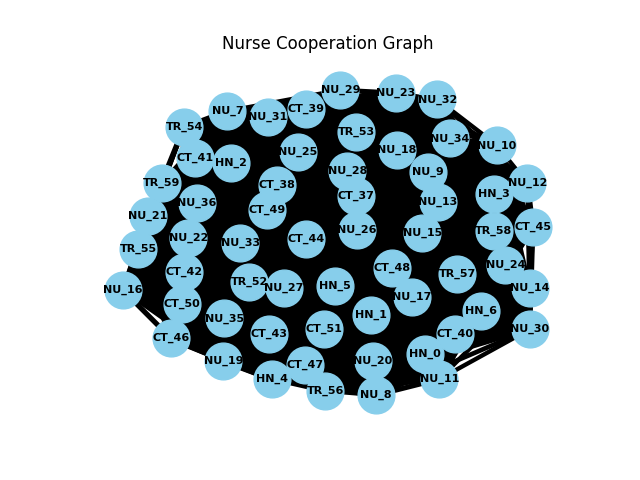 Nurse Cooperation Graph
NU_29
NU_23
NU_32
NU_7
NU_31
CT_39
TR_54
TR_53
NU_34
NU_10
NU_25
NU_18
CT_41
HN_2
NU_28
NU_9
TR_59
CT_38
NU_12
HN_3
CT_37
NU_36
NU_13
CT_49
NU_21
CT_45
NU_26
TR_58
NU_15
NU_22
CT_44
NU_33
TR_55
NU_24
CT_48
CT_42
TR_57
TR_52
HN_5
NU_27
NU_14
NU_16
NU_17
CT_50
HN_6
HN_1
NU_35
CT_51
NU_30
CT_43
CT_40
CT_46
HN_0
NU_19
NU_20
CT_47
HN_4
NU_11
TR_56
NU_8